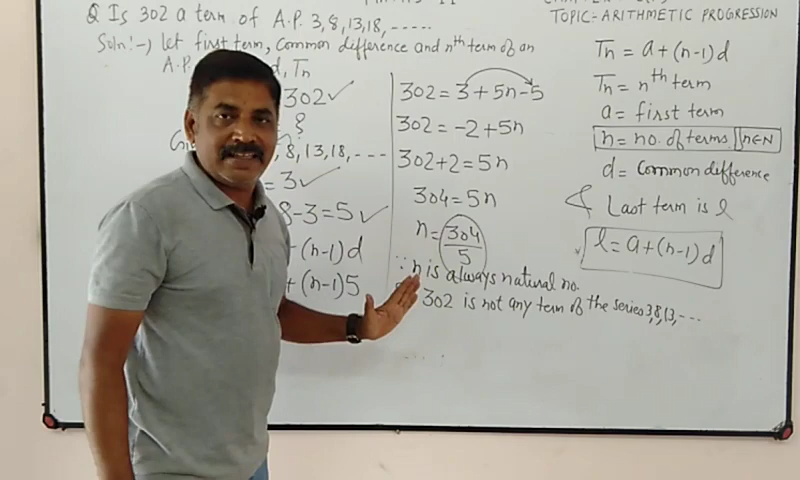 Q Is 302 a term of A.P. 3, 8, 13, 18, -----
Soln:-) let first term, Common difference and nth term of an
A.P. d, Tn
302 ✓
?
8, 13, 18, ---
= 3 ✓
8-3=5 ✓
+ (n-1)d
+ (n-1)5
302 = 3 + 5n - 5
302 = -2 + 5n
302 + 2 = 5n
304 = 5n
n = 304/5
∵ n is always natural no.
302 is not any term of the series 3, 8, 13, ---
TOPIC = ARITHMETIC PROGRESSION
Tn = a + (n-1)d
Tn = nth term
a = first term
n = no. of terms, n∈N
d = Common difference
& Last term is l
l = a + (n-1)d